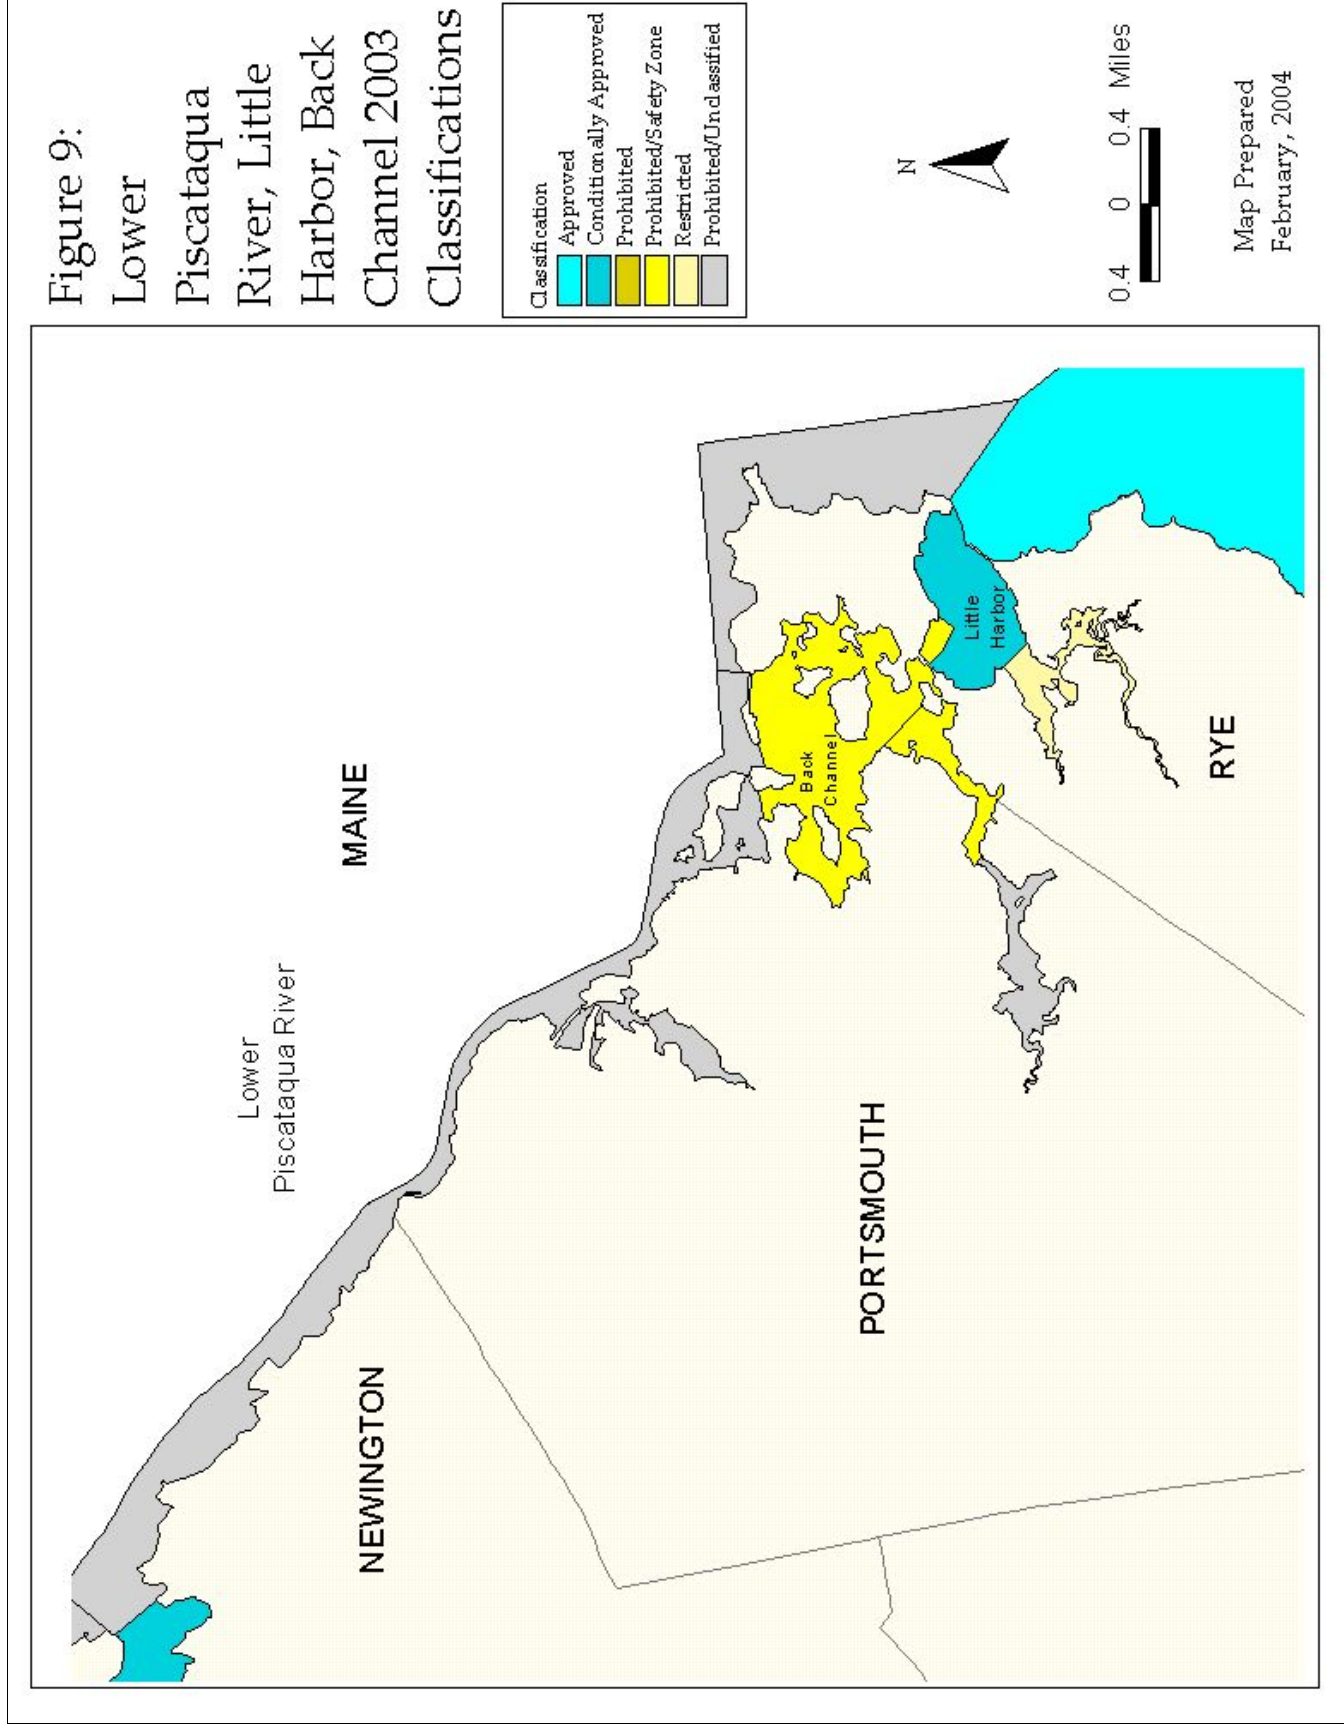 Figure 9:
Lower
Piscataqua
River, Little
Harbor, Back
Channel 2003
Classifications
Classification
Approved
Conditionally Approved
Prohibited
Prohibited/Safety Zone
Restricted
Prohibited/Unclassified
N
0.4 0 0.4 Miles
Map Prepared
February, 2004
Lower
Piscataqua River
MAINE
NEWINGTON
PORTSMOUTH
RYE
Back
Channel
Little
Harbor